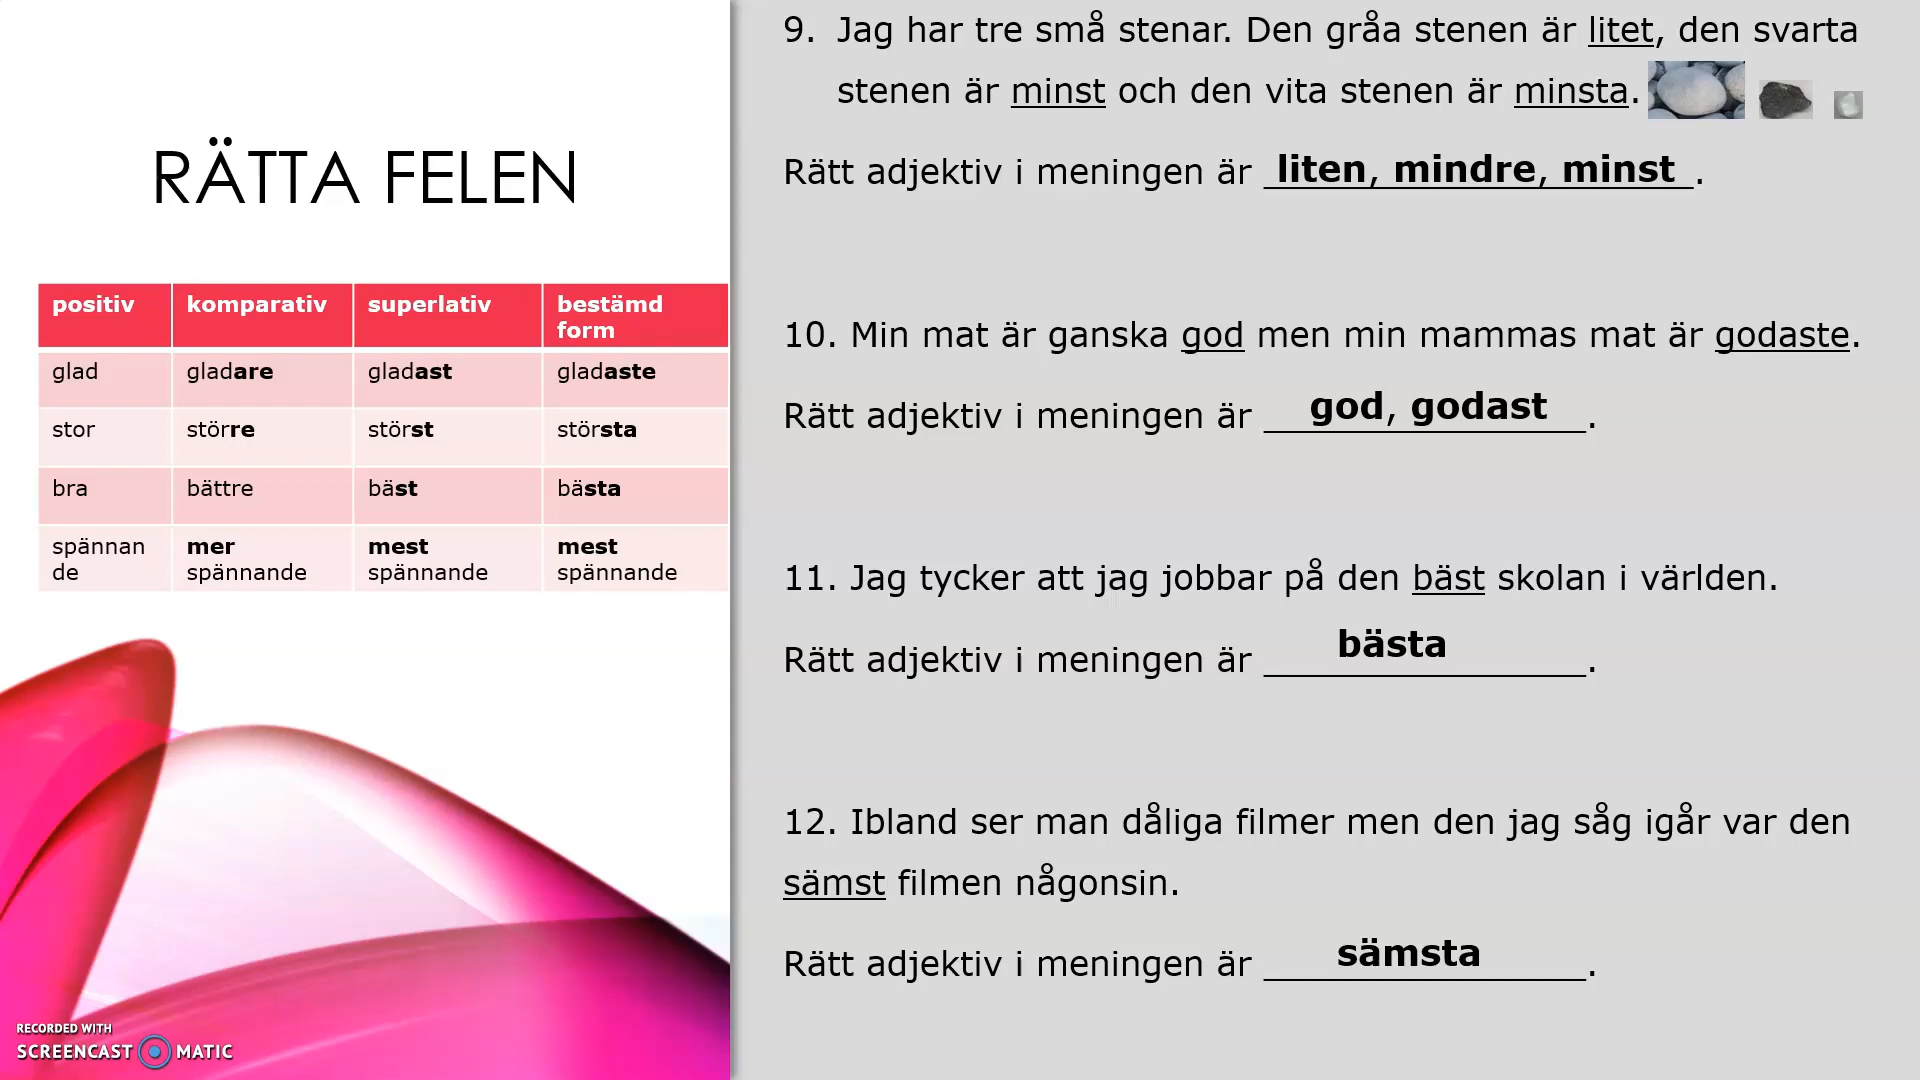 RÄTTA FELEN
positiv komparativ superlativ bestämd form
glad gladare gladast gladaste
stor större störst största
bra bättre bäst bästa
spännande mer spännande mest spännande mest spännande
RECORDED WITH
SCREENCAST MATIC
9. Jag har tre små stenar. Den gråa stenen är litet, den svarta
stenen är minst och den vita stenen är minsta.
Rätt adjektiv i meningen är liten, mindre, minst.
10. Min mat är ganska god men min mammas mat är godaste.
Rätt adjektiv i meningen är god, godast.
11. Jag tycker att jag jobbar på den bäst skolan i världen.
Rätt adjektiv i meningen är bästa.
12. Ibland ser man dåliga filmer men den jag såg igår var den
sämst filmen någonsin.
Rätt adjektiv i meningen är sämsta.